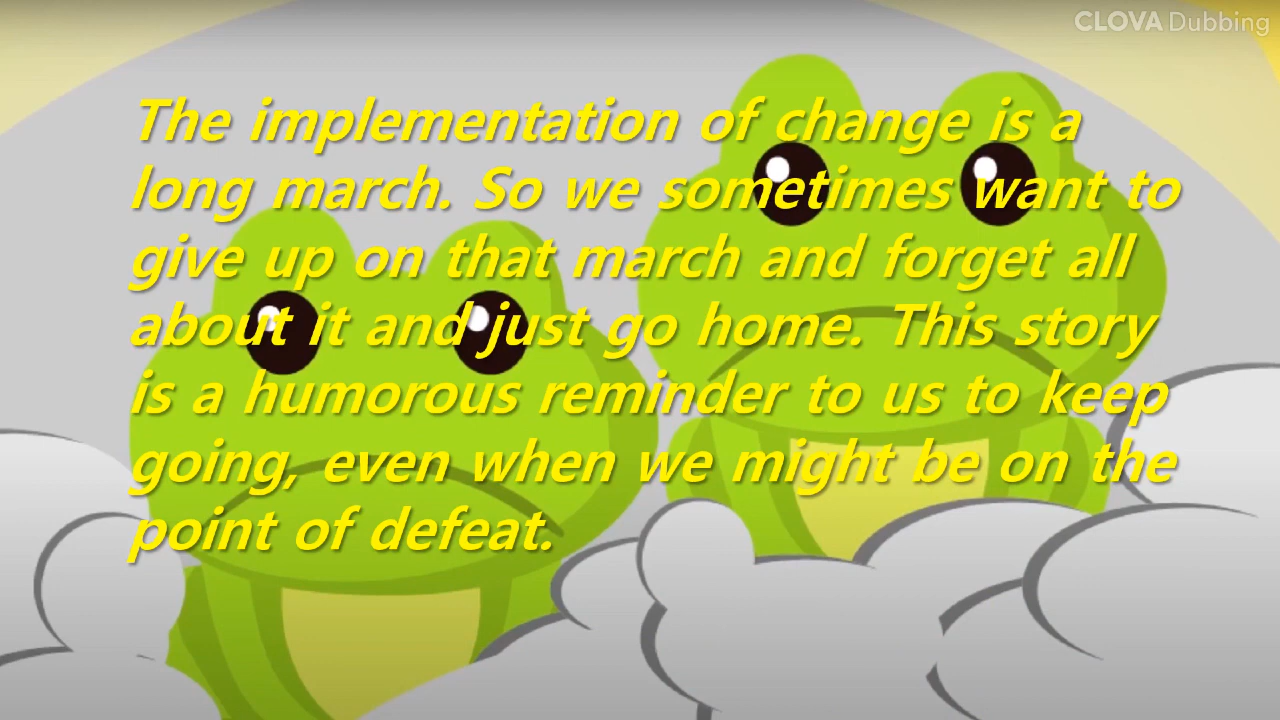 CLOVA Dubbing
The implementation of change is a
long march. So we sometimes want to
give up on that march and forget all
about it and just go home. This story
is a humorous reminder to us to keep
going, even when we might be on the
point of defeat.